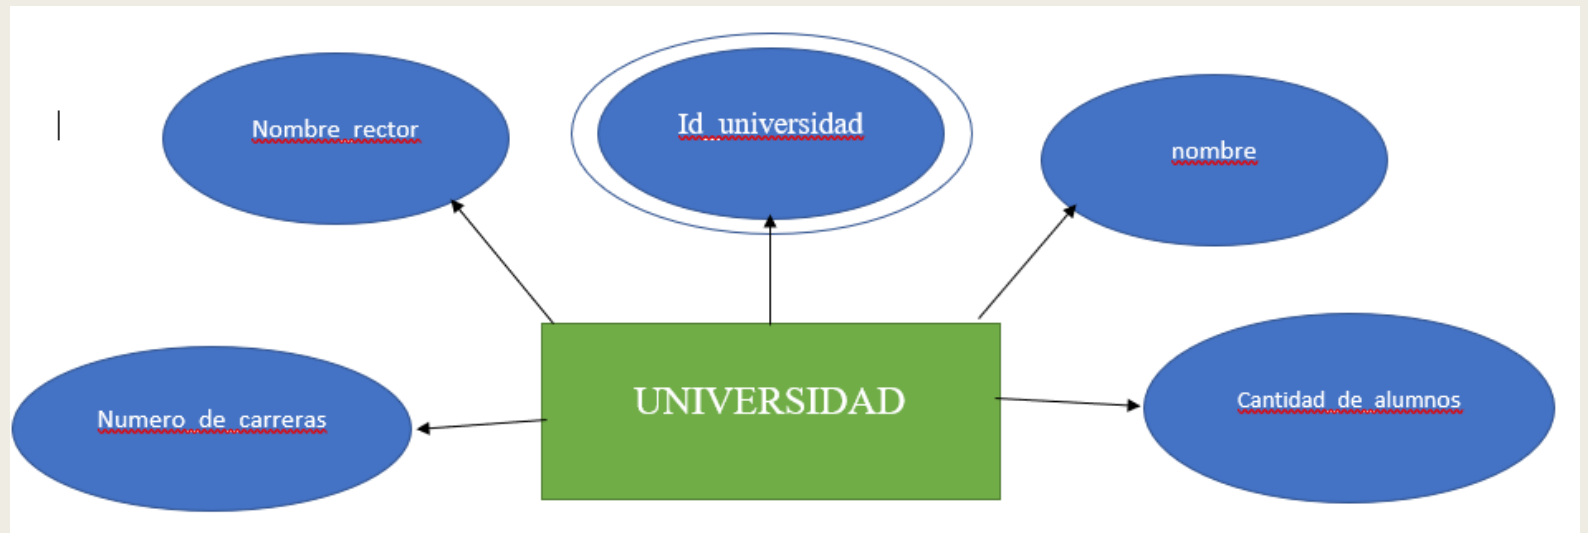 Nombre_rector
Id_universidad
nombre
UNIVERSIDAD
Numero_de_carreras
Cantidad_de_alumnos